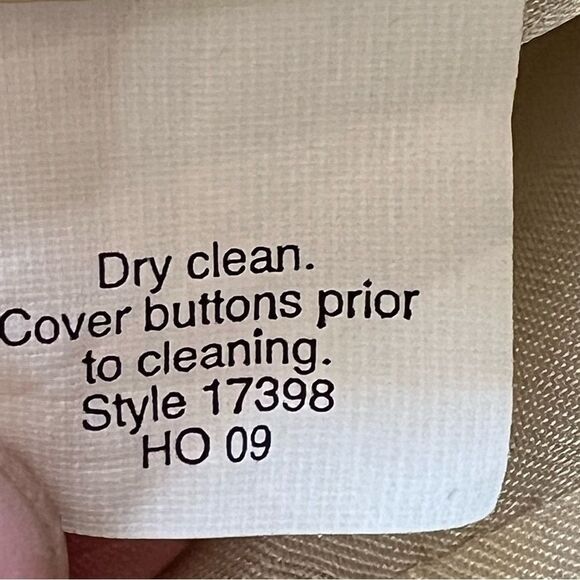 Dry clean.
Cover buttons prior
to cleaning.
Style 17398
HO 09